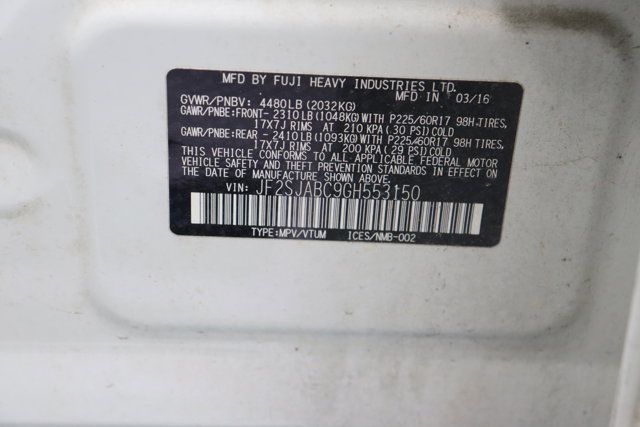 MFD BY FUJI HEAVY INDUSTRIES LTD.
MFD IN 03/16
GVWR/PNBV: 4480LB(2032KG)
GAWR/PNBE:FRONT-2310LB(1048KG)WITH P225/60R17 98H TIRES,
17X7J RIMS AT 210 KPA(30 PSI)COLD
GAWR/PNBE:REAR -2410LB(1093KG)WITH P225/60R17 98H TIRES,
17X7J RIMS AT 200 KPA(29 PSI)COLD
THIS VEHICLE CONFORMS TO ALL APPLICABLE FEDERAL MOTOR
VEHICLE SAFETY AND BUMPER STANDARDS IN EFFECT ON
THE DATE OF MANUFACTURE SHOWN ABOVE.
VIN: JF2SJABC9GH553150
TYPE:MPV/VTUM ICES/NMB-002